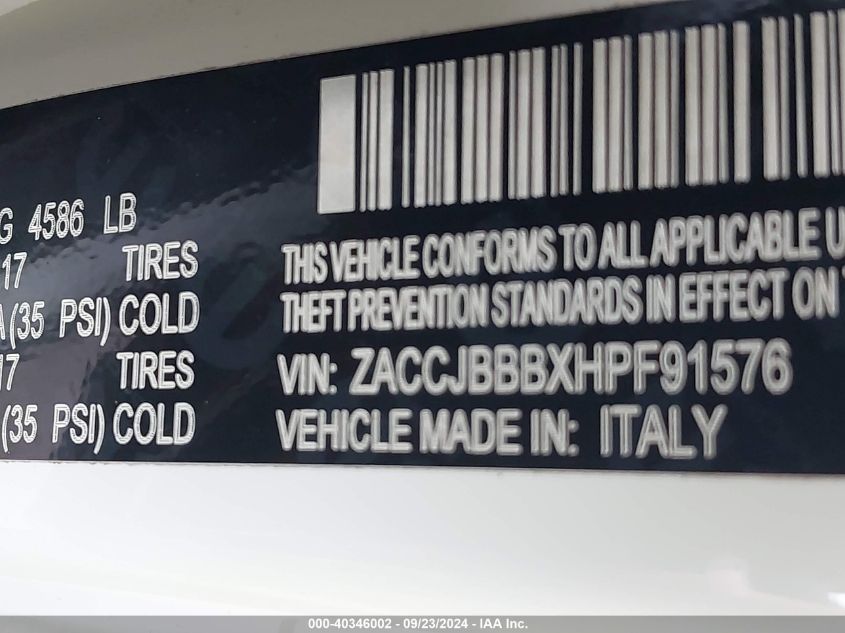 G 4586 LB
17 TIRES
(35 PSI) COLD
17 TIRES
(35 PSI) COLD
THIS VEHICLE CONFORMS TO ALL APPLICABLE U
THEFT PREVENTION STANDARDS IN EFFECT ON T
VIN: ZACCJBBBXHPF91576
VEHICLE MADE IN: ITALY
000-40346002 - 09/23/2024 - IAA Inc.